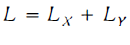 L = L_X + L_Y